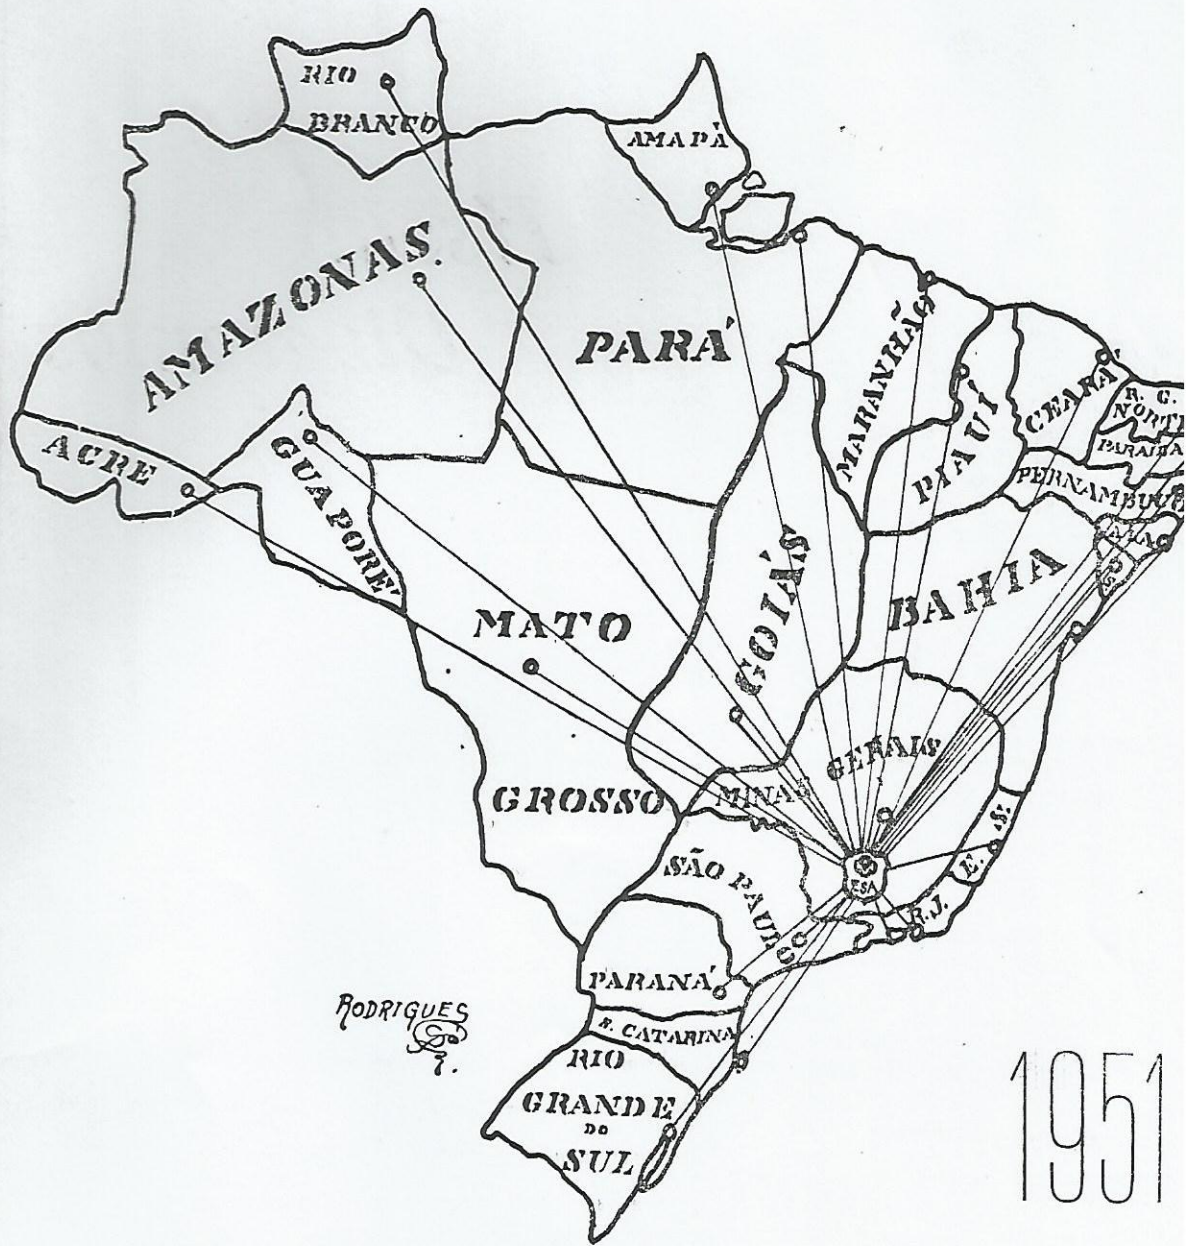 RIO
BRANCO
AMAPÁ
AMAZONAS
PARÁ
MARANHÃO
PIAUÍ
CEARÁ
R. G.
NORTE
PARAIBA
PERNAMBUCO
ACRE
GUAPORÉ
BAHIA
MATO
GROSSO
GOIÁS
MINAS GERAIS
E. S.
SÃO PAULO
ESA
R.J.
PARANÁ
S. CATARINA
RIO
GRANDE
DO
SUL
RODRIGUES
1951